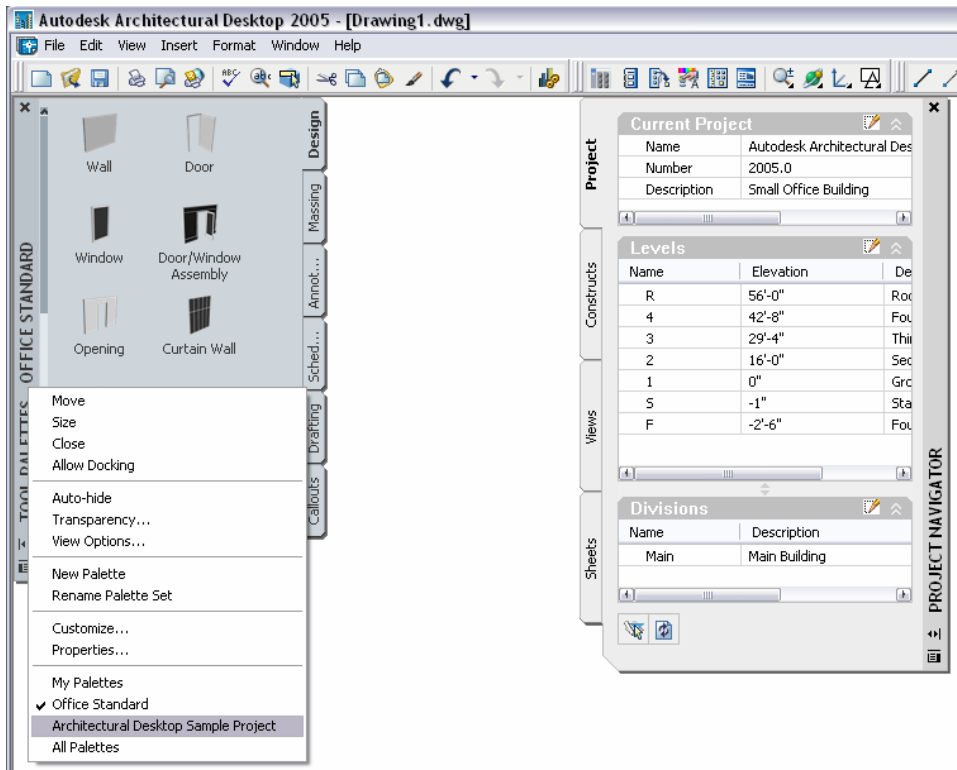 Autodesk Architectural Desktop 2005 - [Drawing1.dwg]
File Edit View Insert Format Window Help
ABC
Wall
Door
Window
Door/Window
Assembly
Opening
Curtain Wall
Design
Massing
Annot...
Sched...
Drafting
Callouts
TOOL PALETTES - OFFICE STANDARD
Move
Size
Close
Allow Docking
Auto-hide
Transparency...
View Options...
New Palette
Rename Palette Set
Customize...
Properties...
My Palettes
Office Standard
Architectural Desktop Sample Project
All Palettes
Project
Constructs
Views
Sheets
Current Project
Name Autodesk Architectural Des
Number 2005.0
Description Small Office Building
Levels
Name Elevation De
R 56'-0" Roo
4 42'-8" Fou
3 29'-4" Thi
2 16'-0" Sec
1 0" Gro
S -1" Sta
F -2'-6" Fou
Divisions
Name Description
Main Main Building
PROJECT NAVIGATOR